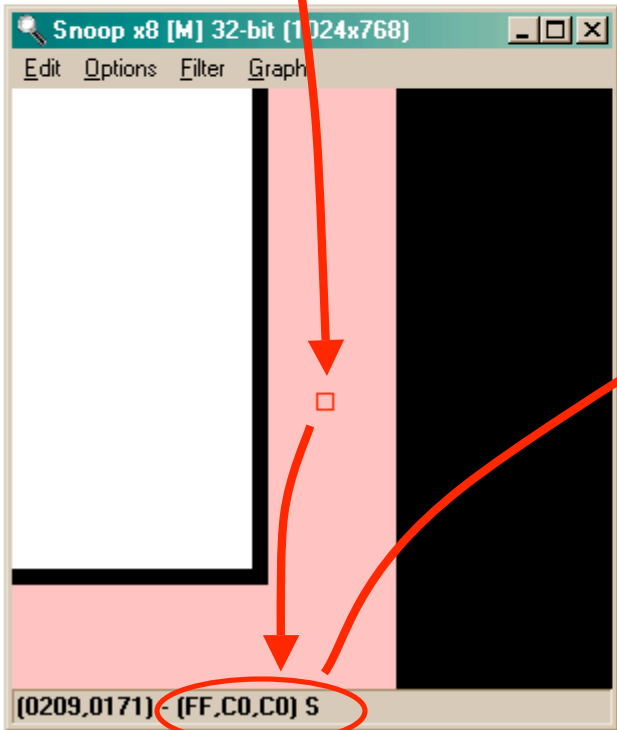 Snoop x8 [M] 32-bit (1024x768)
Edit Options Filter Graph
(0209,0171) - (FF,C0,C0) S